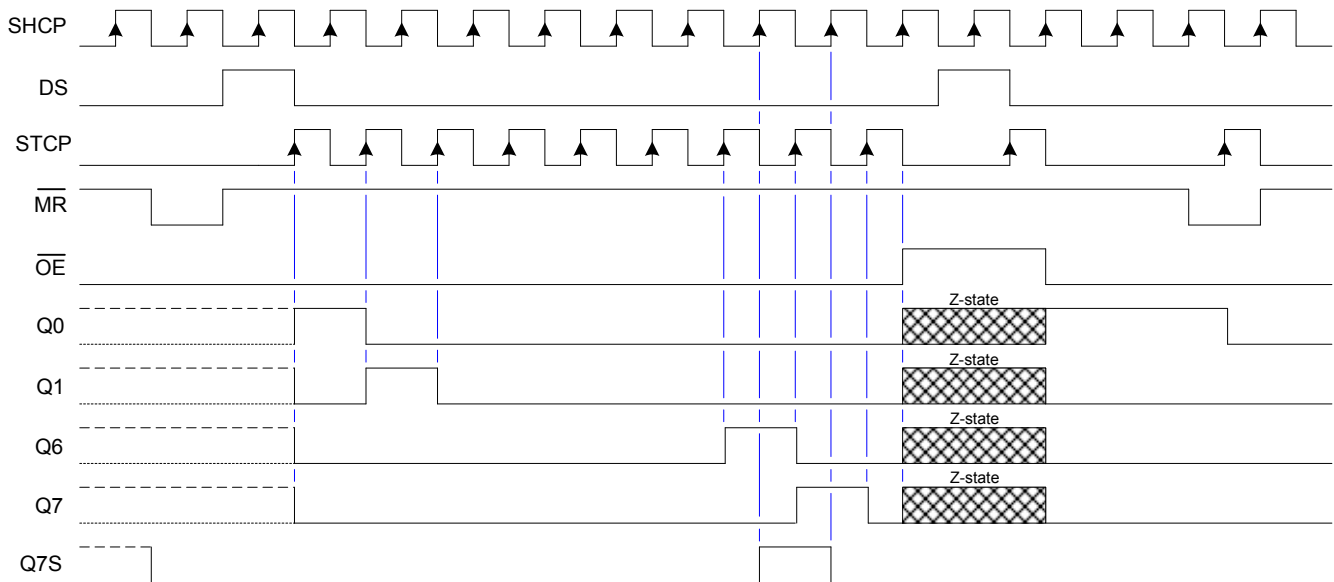 SHCP
DS
STCP
MR
OE
Z-state
Q0
Z-state
Q1
Z-state
Q6
Z-state
Q7
Q7S